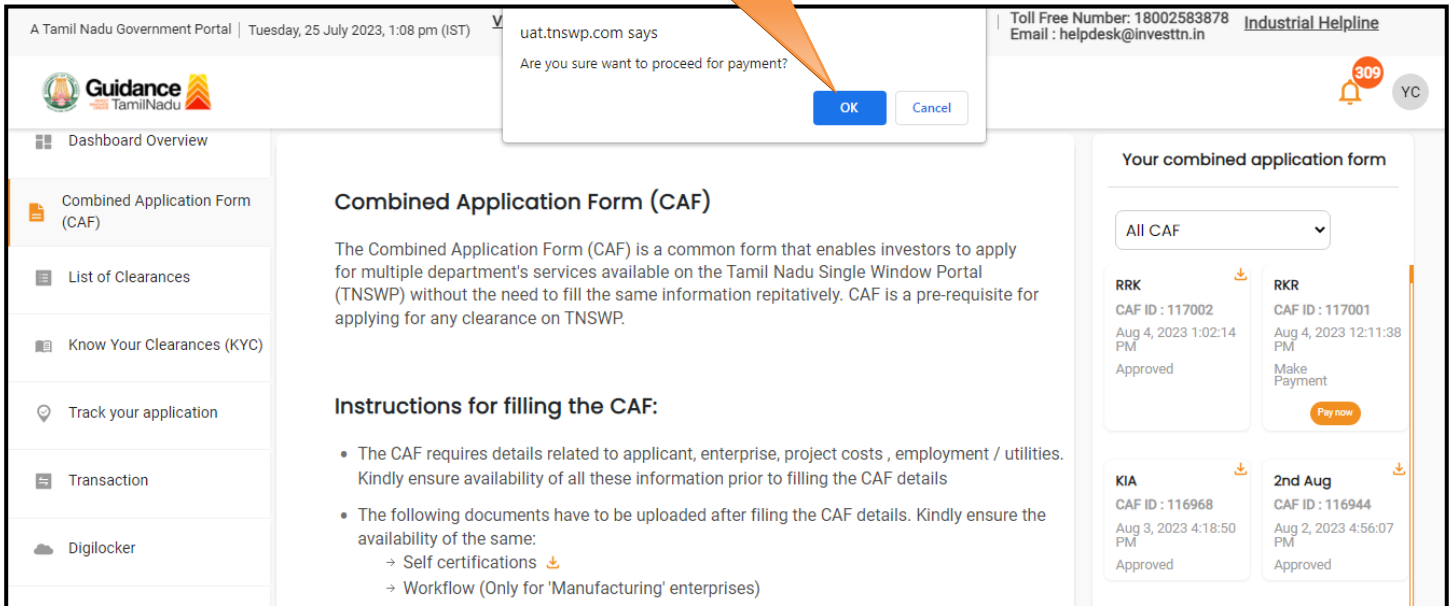 A Tamil Nadu Government Portal | Tuesday, 25 July 2023, 1:08 pm (IST)
uat.tnswp.com says
Are you sure want to proceed for payment?
OK
Cancel
Toll Free Number: 18002583878
Email : helpdesk@investtn.in
Industrial Helpline
Guidance
TamilNadu
309
YC
Dashboard Overview
Combined Application Form
(CAF)
List of Clearances
Know Your Clearances (KYC)
Track your application
Transaction
Digilocker
Combined Application Form (CAF)
The Combined Application Form (CAF) is a common form that enables investors to apply
for multiple department's services available on the Tamil Nadu Single Window Portal
(TNSWP) without the need to fill the same information repitatively. CAF is a pre-requisite for
applying for any clearance on TNSWP.
Instructions for filling the CAF:
• The CAF requires details related to applicant, enterprise, project costs , employment / utilities.
Kindly ensure availability of all these information prior to filling the CAF details
• The following documents have to be uploaded after filing the CAF details. Kindly ensure the
availability of the same:
→ Self certifications
→ Workflow (Only for 'Manufacturing' enterprises)
Your combined application form
All CAF
RRK
CAF ID : 117002
Aug 4, 2023 1:02:14
PM
Approved
RKR
CAF ID : 117001
Aug 4, 2023 12:11:38
PM
Make
Payment
Pay now
KIA
CAF ID : 116968
Aug 3, 2023 4:18:50
PM
Approved
2nd Aug
CAF ID : 116944
Aug 2, 2023 4:56:07
PM
Approved